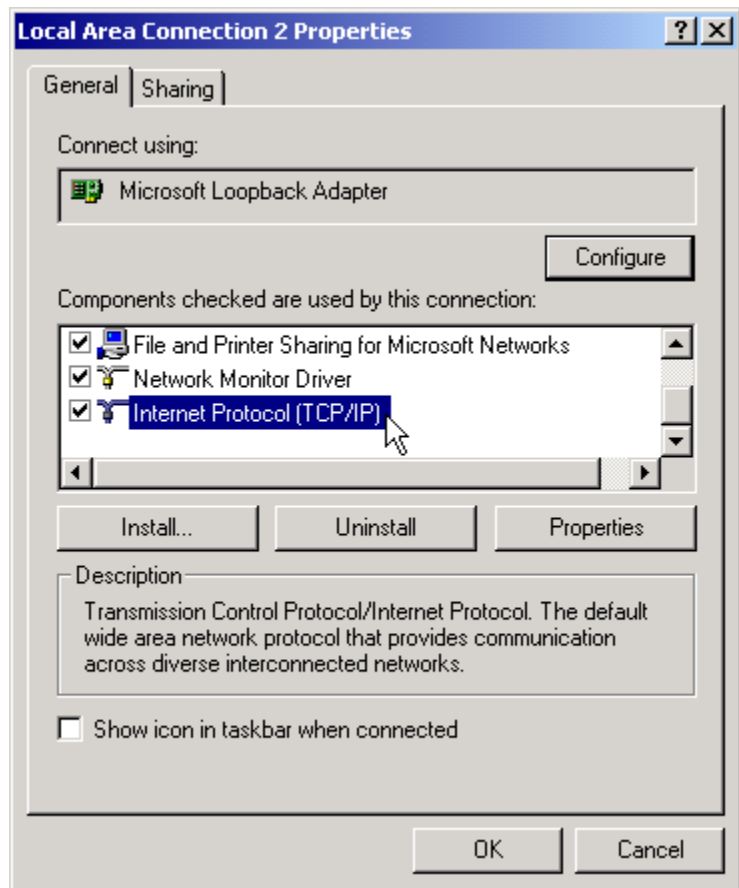 Local Area Connection 2 Properties
General
Sharing
Connect using:
Microsoft Loopback Adapter
Configure
Components checked are used by this connection:
File and Printer Sharing for Microsoft Networks
Network Monitor Driver
Internet Protocol (TCP/IP)
Install...
Uninstall
Properties
Description
Transmission Control Protocol/Internet Protocol. The default
wide area network protocol that provides communication
across diverse interconnected networks.
Show icon in taskbar when connected
OK
Cancel